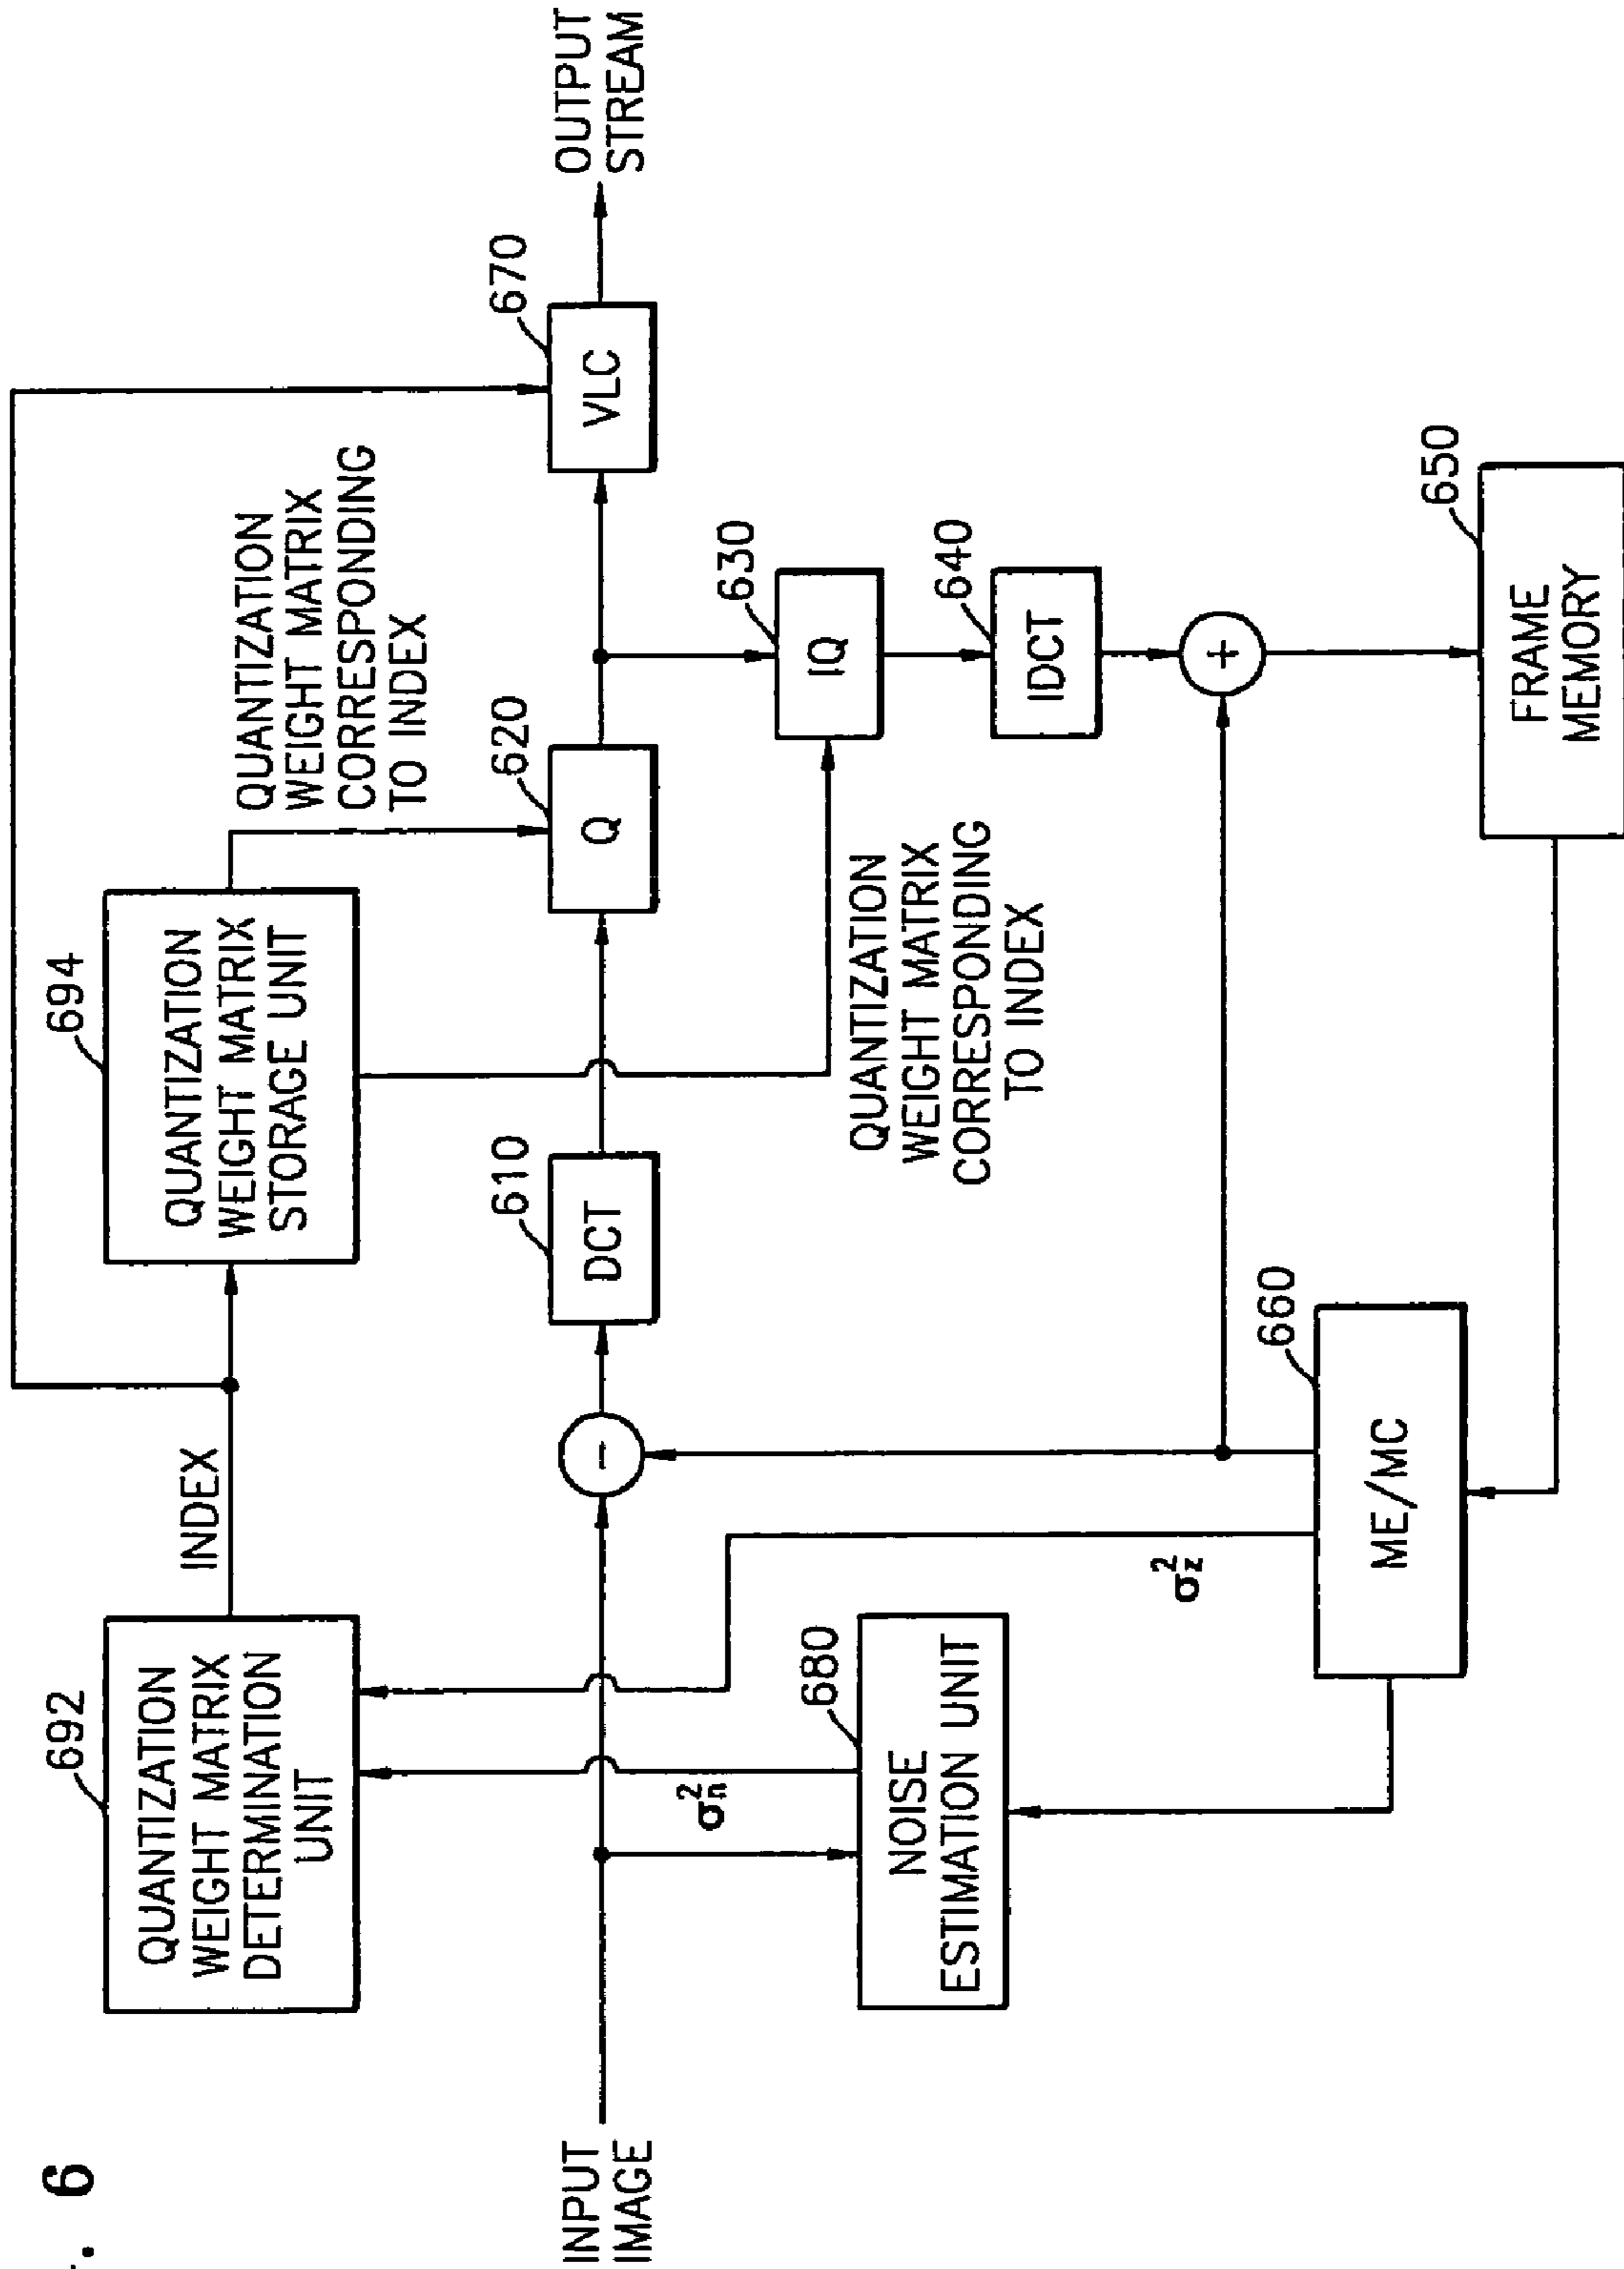 . 6
692
QUANTIZATION
WEIGHT MATRIX
DETERMINATION
UNIT
INDEX
694
QUANTIZATION
WEIGHT MATRIX
STORAGE UNIT
QUANTIZATION
WEIGHT MATRIX
CORRESPONDING
TO INDEX
INPUT
IMAGE
-
610
DCT
620
Q
670
VLC
OUTPUT
STREAM
σ²n
680
NOISE
ESTIMATION UNIT
QUANTIZATION
WEIGHT MATRIX
CORRESPONDING
TO INDEX
630
IQ
640
IDCT
σ²z
+
660
ME/MC
650
FRAME
MEMORY